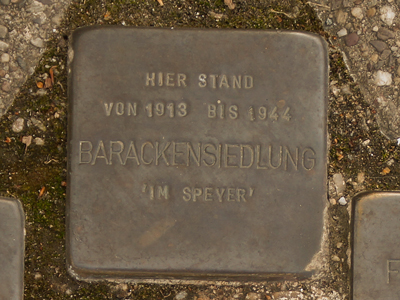 HIER STAND
VON 1913 BIS 1944
BARACKENSIEDLUNG
'IM SPEYER'